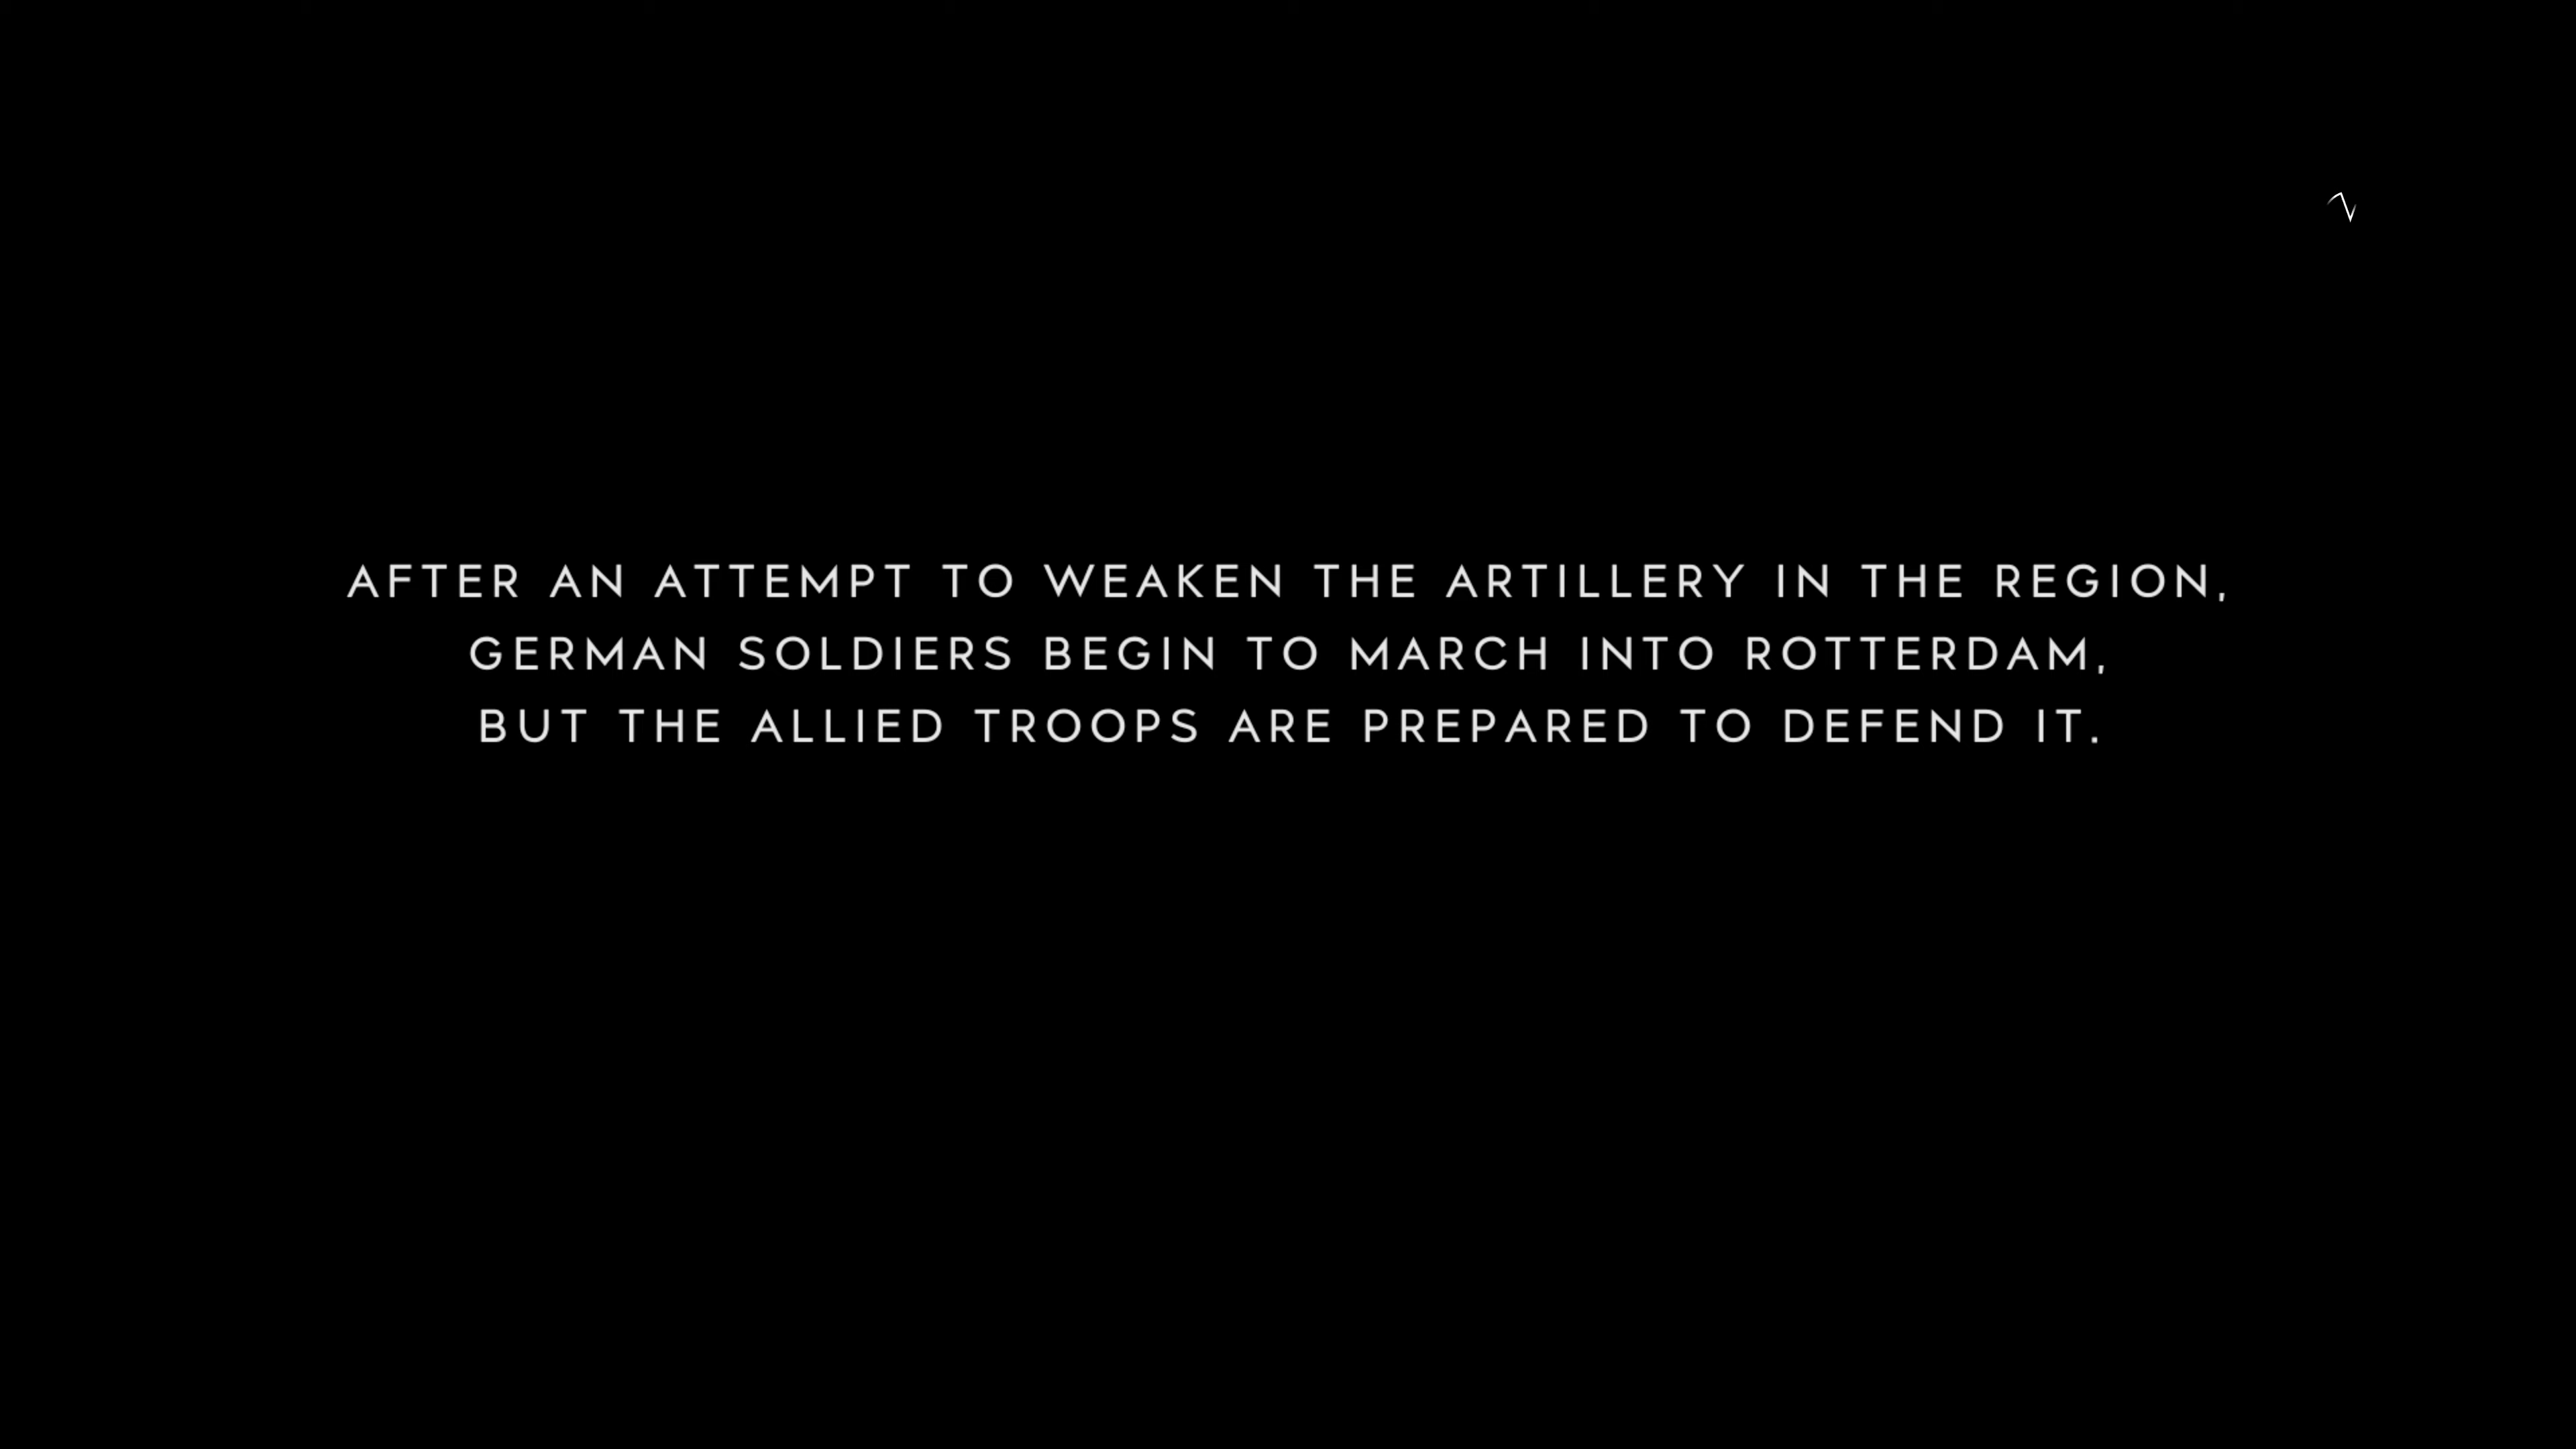 AFTER AN ATTEMPT TO WEAKEN THE ARTILLERY IN THE REGION,
GERMAN SOLDIERS BEGIN TO MARCH INTO ROTTERDAM,
BUT THE ALLIED TROOPS ARE PREPARED TO DEFEND IT.